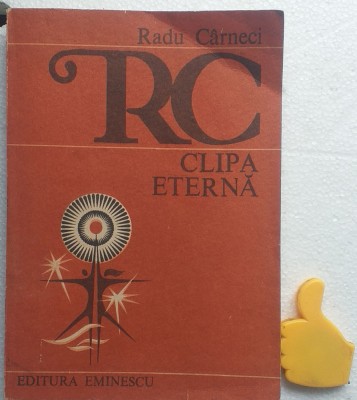 Radu Cârneci
RC
CLIPA
ETERNĂ
EDITURA EMINESCU